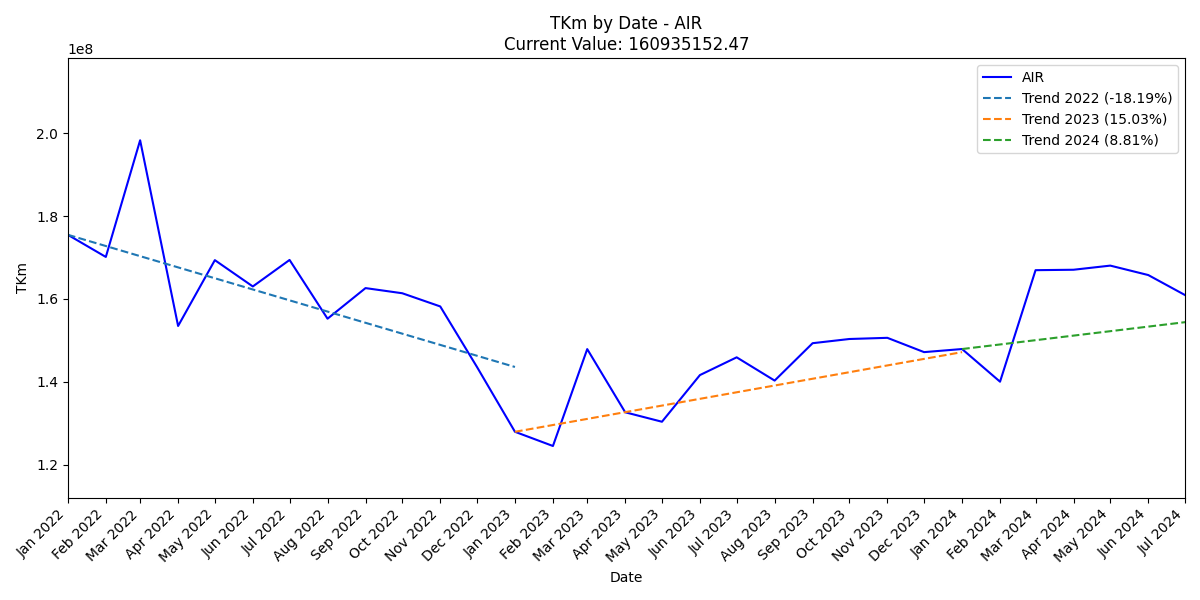 TKm by Date - AIR
Current Value: 160935152.47
1e8
AIR
Trend 2022 (-18.19%)
Trend 2023 (15.03%)
Trend 2024 (8.81%)
2.0
1.8
1.6
1.4
1.2
TKm
Jan 2022
Feb 2022
Mar 2022
Apr 2022
May 2022
Jun 2022
Jul 2022
Aug 2022
Sep 2022
Oct 2022
Nov 2022
Dec 2022
Jan 2023
Feb 2023
Mar 2023
Apr 2023
May 2023
Jun 2023
Jul 2023
Aug 2023
Sep 2023
Oct 2023
Nov 2023
Dec 2023
Jan 2024
Feb 2024
Mar 2024
Apr 2024
May 2024
Jun 2024
Jul 2024
Date